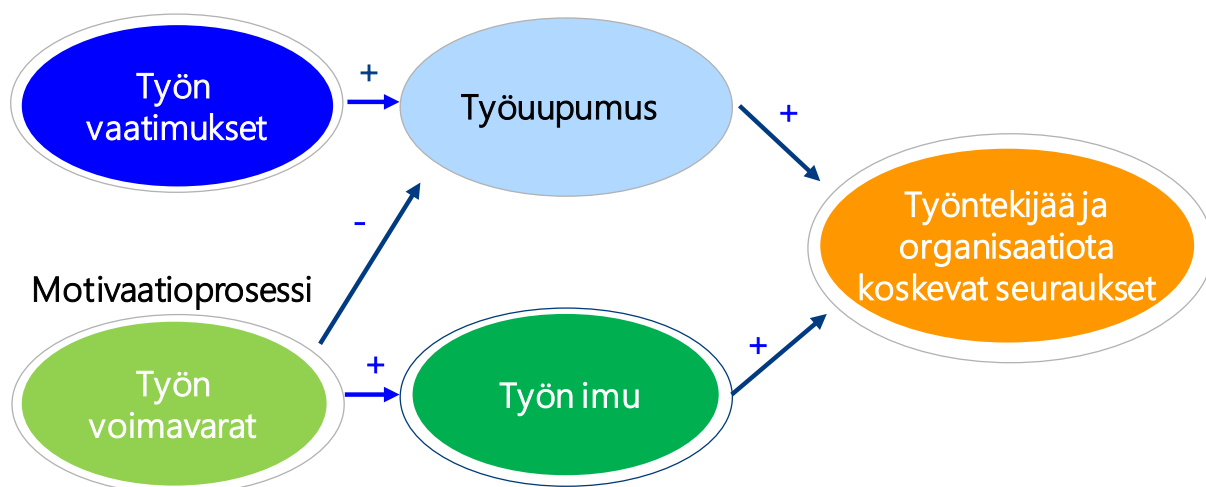 Työn
vaatimukset
+
Työuupumus
+
Työntekijää ja
organisaatiota
koskevat seuraukset
-
Motivaatioprosessi
Työn
voimavarat
+
Työn imu
+